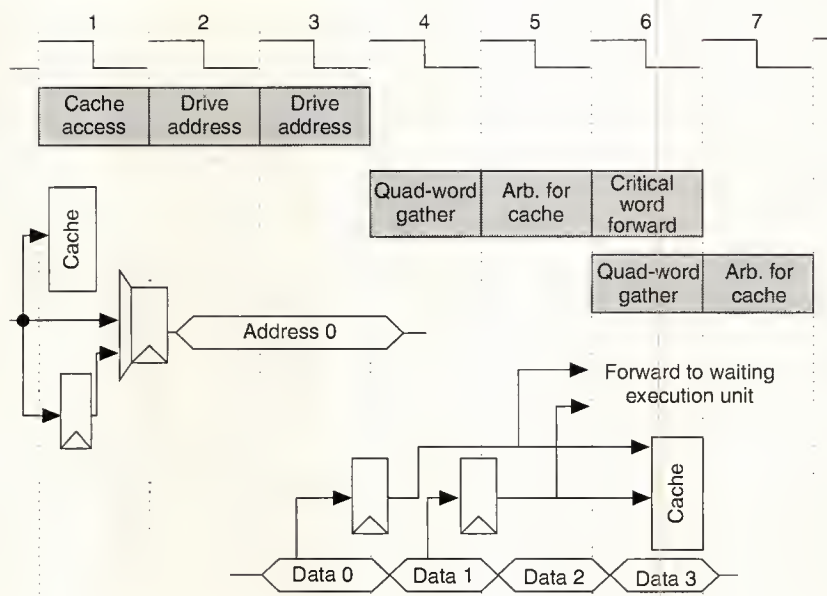 1 2 3 4 5 6 7
Cache access
Drive address
Drive address
Quad-word gather
Arb. for cache
Critical word forward
Quad-word gather
Arb. for cache
Cache
Address 0
Forward to waiting
execution unit
Cache
Data 0
Data 1
Data 2
Data 3